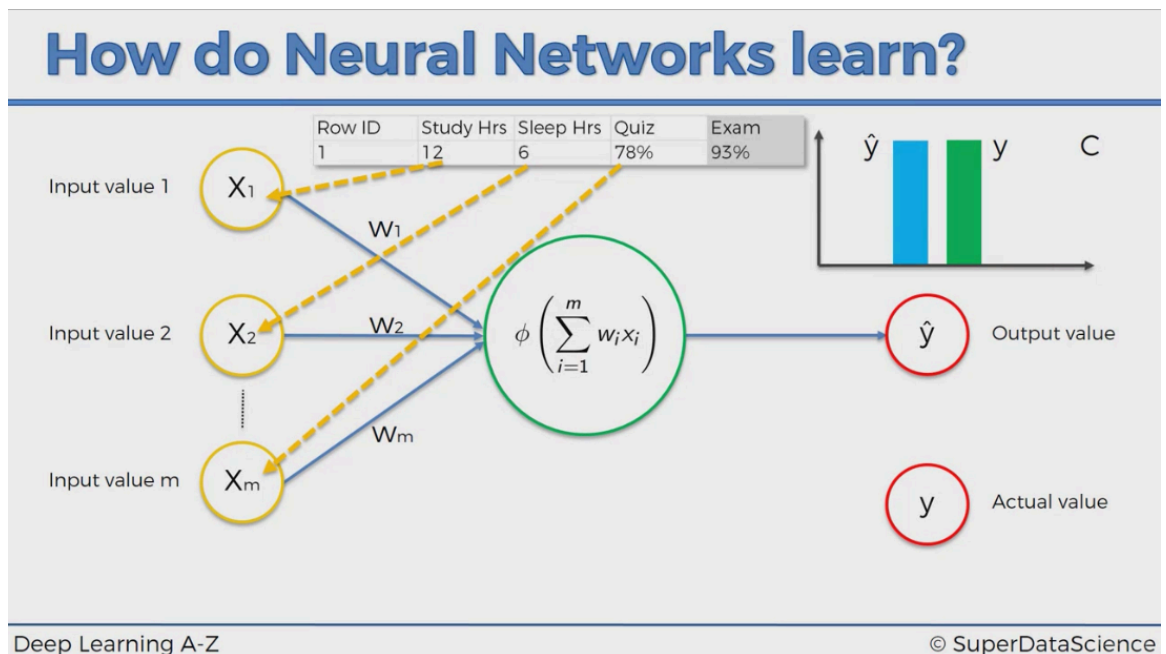 How do Neural Networks learn?
Row ID Study Hrs Sleep Hrs Quiz Exam
1 12 6 78% 93%
ŷ y C
Input value 1
X₁
W₁
Input value 2
X₂
W₂
ϕ(∑ᵢ₌₁ᵐ wᵢxᵢ)
ŷ
Output value
Input value m
Xₘ
Wₘ
y
Actual value
Deep Learning A-Z
© SuperDataScience